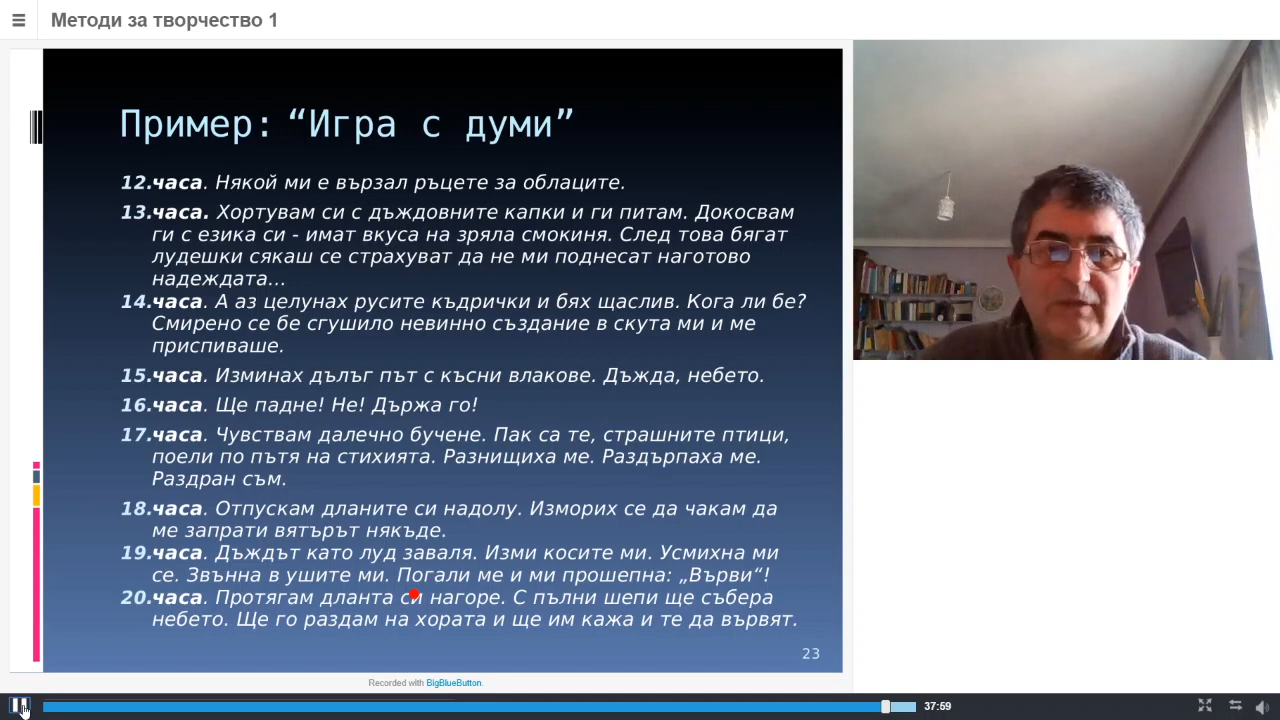 Методи за творчество 1
Пример: “Игра с думи”
12.часа. Някой ми е вързал ръцете за облаците.
13.часа. Хортувам си с дъждовните капки и ги питам. Докосвам
ги с езика си - имат вкуса на зряла смокиня. След това бягат
лудешки сякаш се страхуват да не ми поднесат наготово
надеждата...
14.часа. А аз целунах русите къдрички и бях щаслив. Кога ли бе?
Смирено се бе сгушило невинно създание в скута ми и ме
приспиваше.
15.часа. Изминах дълъг път с късни влакове. Дъжда, небето.
16.часа. Ще падне! Не! Държа го!
17.часа. Чувствам далечно бучене. Пак са те, страшните птици,
поели по пътя на стихията. Разнищиха ме. Раздърпаха ме.
Раздран съм.
18.часа. Отпускам дланите си надолу. Изморих се да чакам да
ме запрати вятърът някъде.
19.часа. Дъждът като луд заваля. Изми косите ми. Усмихна ми
се. Звънна в ушите ми. Погали ме и ми прошепна: „Върви“!
20.часа. Протягам дланта си нагоре. С пълни шепи ще събера
небето. Ще го раздам на хората и ще им кажа и те да вървят.
23
Recorded with BigBlueButton.
37:59